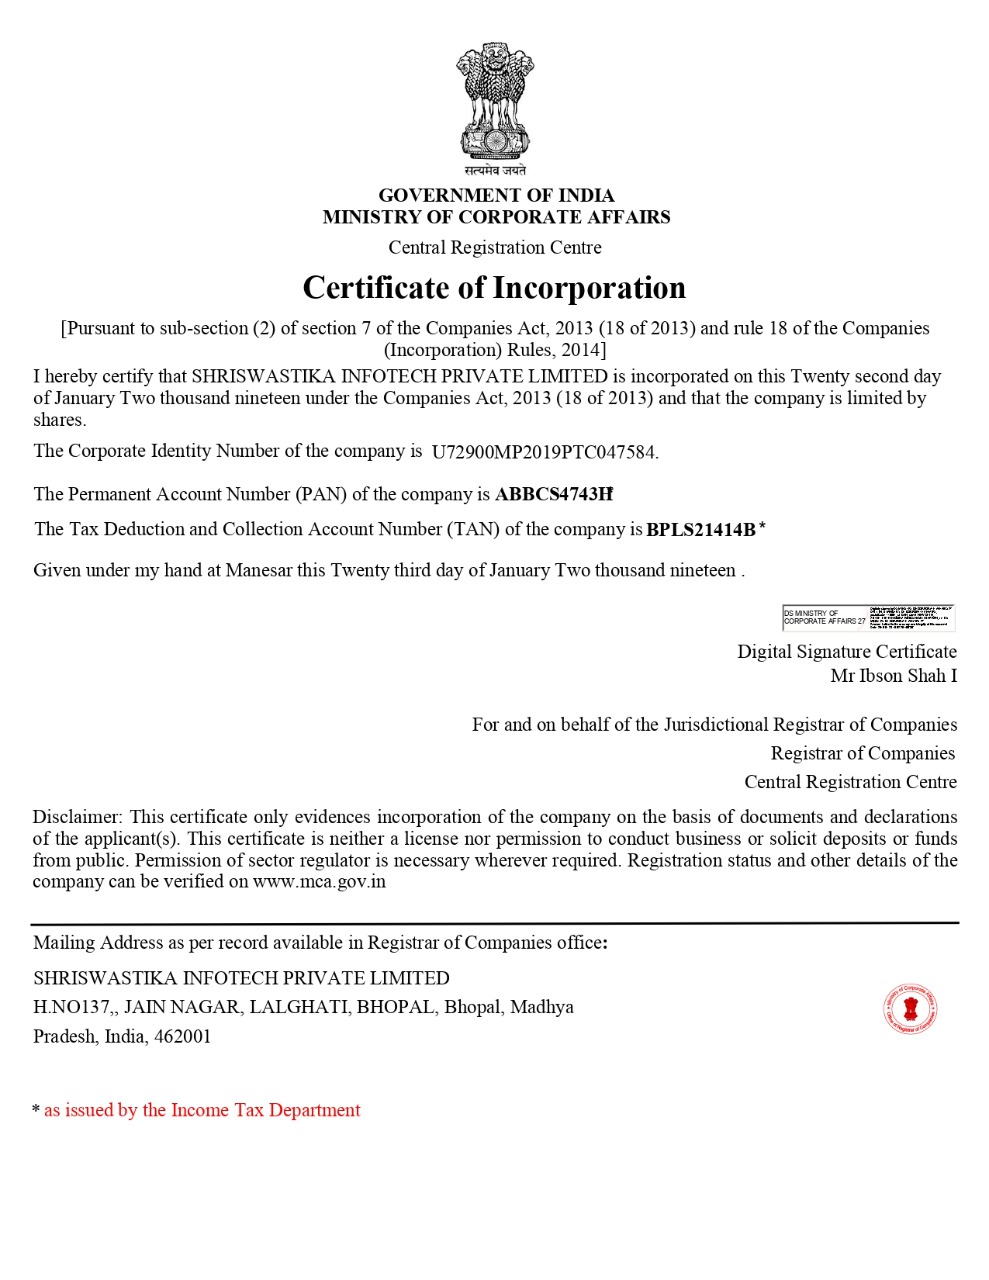 सत्यमेव जयते
GOVERNMENT OF INDIA
MINISTRY OF CORPORATE AFFAIRS
Central Registration Centre
Certificate of Incorporation
[Pursuant to sub-section (2) of section 7 of the Companies Act, 2013 (18 of 2013) and rule 18 of the Companies
(Incorporation) Rules, 2014]
I hereby certify that SHRISWASTIKA INFOTECH PRIVATE LIMITED is incorporated on this Twenty second day
of January Two thousand nineteen under the Companies Act, 2013 (18 of 2013) and that the company is limited by
shares.
The Corporate Identity Number of the company is U72900MP2019PTC047584.
The Permanent Account Number (PAN) of the company is ABBCS4743H*
The Tax Deduction and Collection Account Number (TAN) of the company is BPLS21414B *
Given under my hand at Manesar this Twenty third day of January Two thousand nineteen .
DS MINISTRY OF
CORPORATE AFFAIRS 27
Digital Signature Certificate
Mr Ibson Shah I
For and on behalf of the Jurisdictional Registrar of Companies
Registrar of Companies
Central Registration Centre
Disclaimer: This certificate only evidences incorporation of the company on the basis of documents and declarations
of the applicant(s). This certificate is neither a license nor permission to conduct business or solicit deposits or funds
from public. Permission of sector regulator is necessary wherever required. Registration status and other details of the
company can be verified on www.mca.gov.in
Mailing Address as per record available in Registrar of Companies office:
SHRISWASTIKA INFOTECH PRIVATE LIMITED
H.NO137,, JAIN NAGAR, LALGHATI, BHOPAL, Bhopal, Madhya
Pradesh, India, 462001
Ministry of Corporate Affairs
Office of Registrar of Companies
* as issued by the Income Tax Department